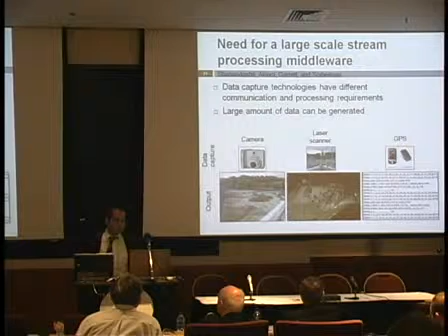 Need for a large scale stream
processing middleware
Data capture technologies have different
communication and processing requirements
Large amount of data can be generated
Camera
Laser
scanner
GPS
Data
capture
Output